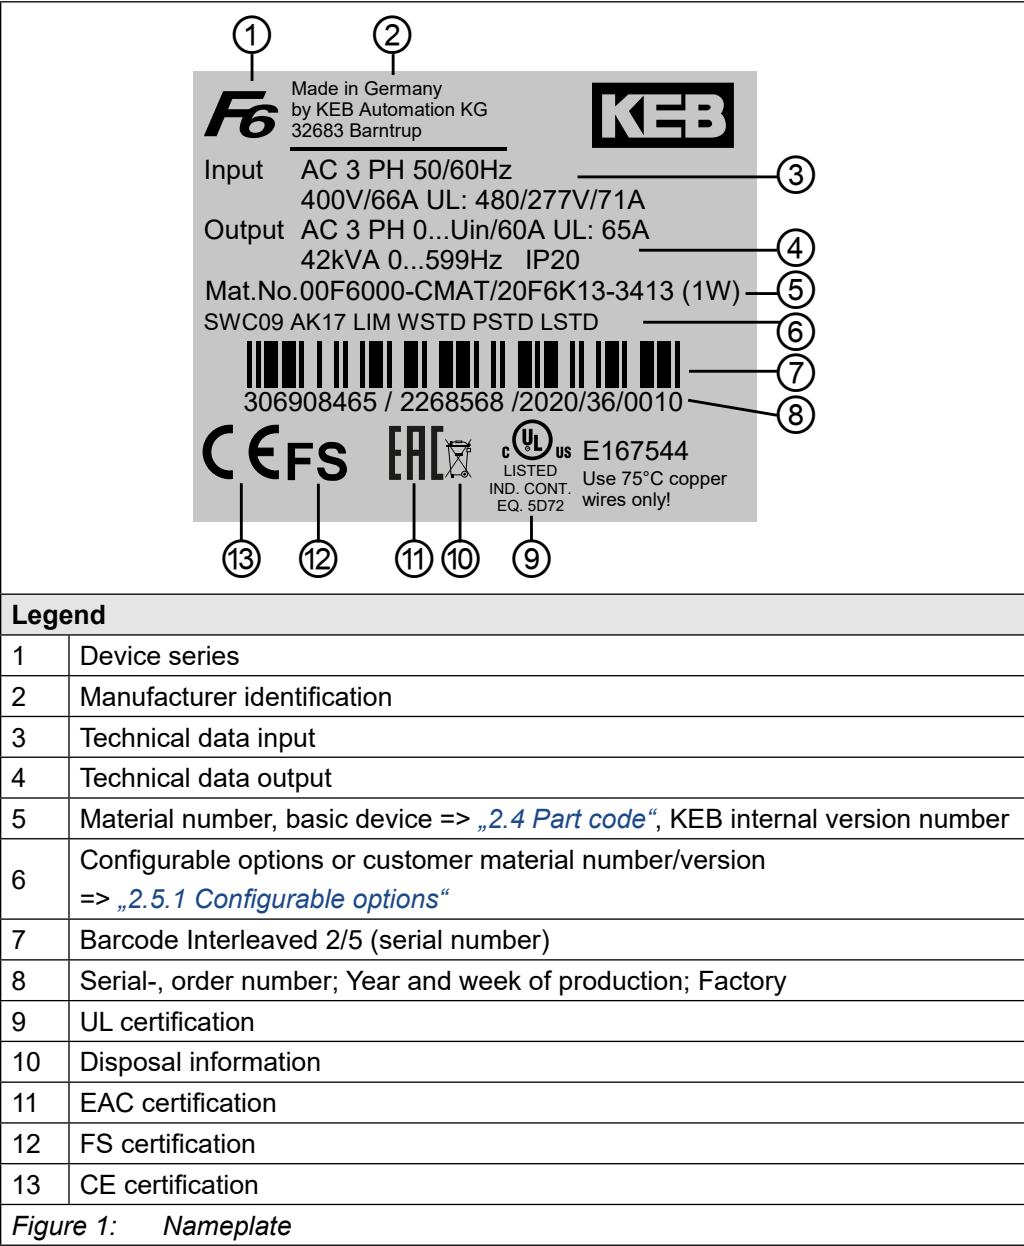 1 2
F6 Made in Germany
by KEB Automation KG
32683 Barntrup
KEB
Input AC 3 PH 50/60Hz
3
400V/66A UL: 480/277V/71A
Output AC 3 PH 0...Uin/60A UL: 65A
4
42kVA 0...599Hz IP20
Mat.No.00F6000-CMAT/20F6K13-3413 (1W)
5
SWC09 AK17 LIM WSTD PSTD LSTD
6
7
306908465 / 2268568 /2020/36/0010
8
CE FS EAC
C UL US
LISTED
IND. CONT.
EQ. 5D72
E167544
Use 75°C copper
wires only!
13 12 11 10 9
Legend
1 Device series
2 Manufacturer identification
3 Technical data input
4 Technical data output
5 Material number, basic device => „2.4 Part code“, KEB internal version number
6 Configurable options or customer material number/version
=> „2.5.1 Configurable options“
7 Barcode Interleaved 2/5 (serial number)
8 Serial-, order number; Year and week of production; Factory
9 UL certification
10 Disposal information
11 EAC certification
12 FS certification
13 CE certification
Figure 1: Nameplate